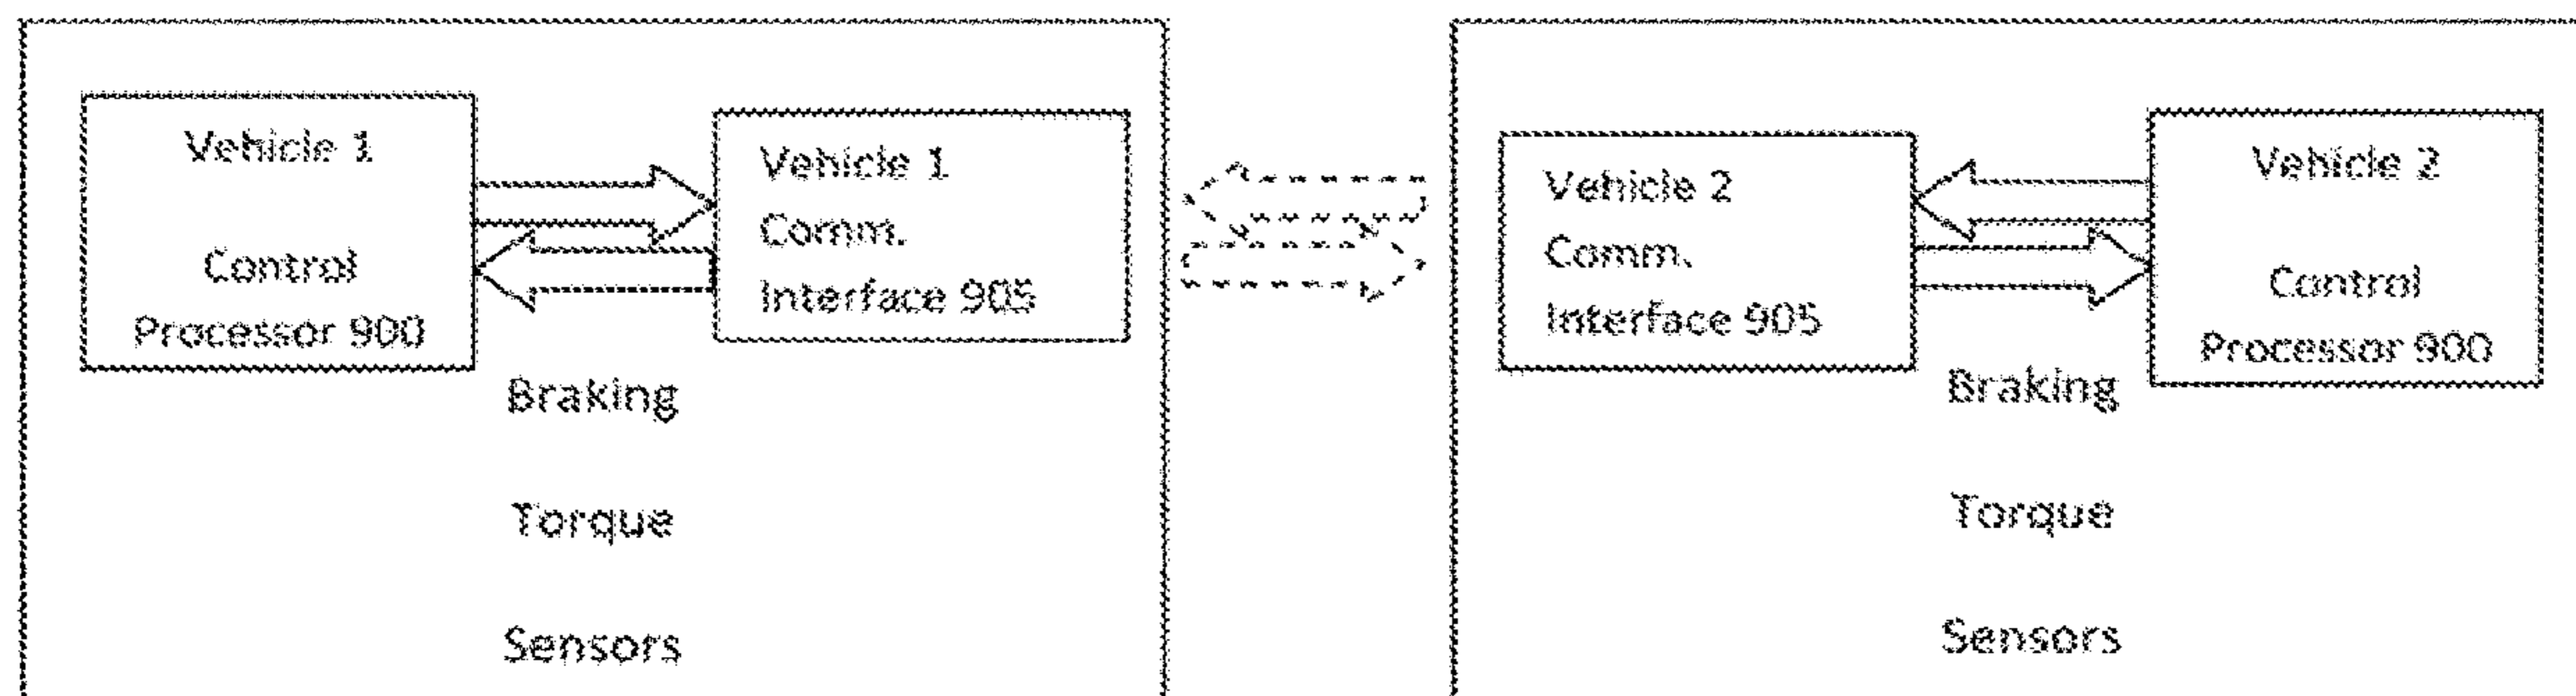 Vehicle 1
Control
Processor 900
Vehicle 1
Comm.
Interface 905
Braking
Torque
Sensors
Vehicle 2
Comm.
Interface 905
Vehicle 2
Control
Processor 900
Braking
Torque
Sensors